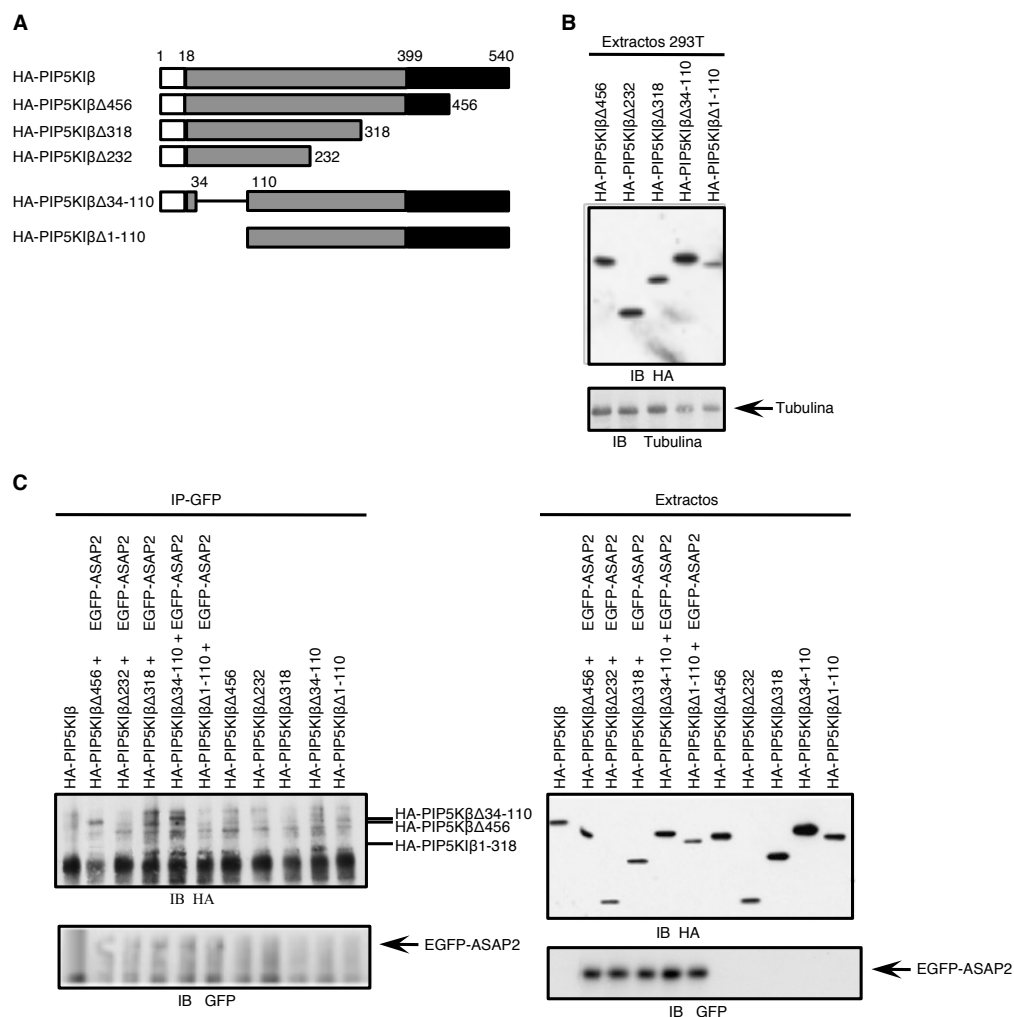 A
1 18 399 540
HA-PIP5KIβ
HA-PIP5KIβΔ456
456
HA-PIP5KIβΔ318
318
HA-PIP5KIβΔ232
232
34 110
HA-PIP5KIβΔ34-110
HA-PIP5KIβΔ1-110
B
Extractos 293T
HA-PIP5KIβΔ456
HA-PIP5KIβΔ232
HA-PIP5KIβΔ318
HA-PIP5KIβΔ34-110
HA-PIP5KIβΔ1-110
IB HA
Tubulina
IB Tubulina
C
IP-GFP
HA-PIP5KIβ
HA-PIP5KIβΔ456 + EGFP-ASAP2
HA-PIP5KIβΔ232 + EGFP-ASAP2
HA-PIP5KIβΔ318 + EGFP-ASAP2
HA-PIP5KIβΔ34-110 + EGFP-ASAP2
HA-PIP5KIβΔ1-110 + EGFP-ASAP2
HA-PIP5KIβΔ456
HA-PIP5KIβΔ232
HA-PIP5KIβΔ318
HA-PIP5KIβΔ34-110
HA-PIP5KIβΔ1-110
HA-PIP5KβΔ34-110
HA-PIP5KβΔ456
HA-PIP5KIβ1-318
IB HA
EGFP-ASAP2
IB GFP
Extractos
HA-PIP5KIβ
HA-PIP5KIβΔ456 + EGFP-ASAP2
HA-PIP5KIβΔ232 + EGFP-ASAP2
HA-PIP5KIβΔ318 + EGFP-ASAP2
HA-PIP5KIβΔ34-110 + EGFP-ASAP2
HA-PIP5KIβΔ1-110 + EGFP-ASAP2
HA-PIP5KIβΔ456
HA-PIP5KIβΔ232
HA-PIP5KIβΔ318
HA-PIP5KIβΔ34-110
HA-PIP5KIβΔ1-110
IB HA
EGFP-ASAP2
IB GFP